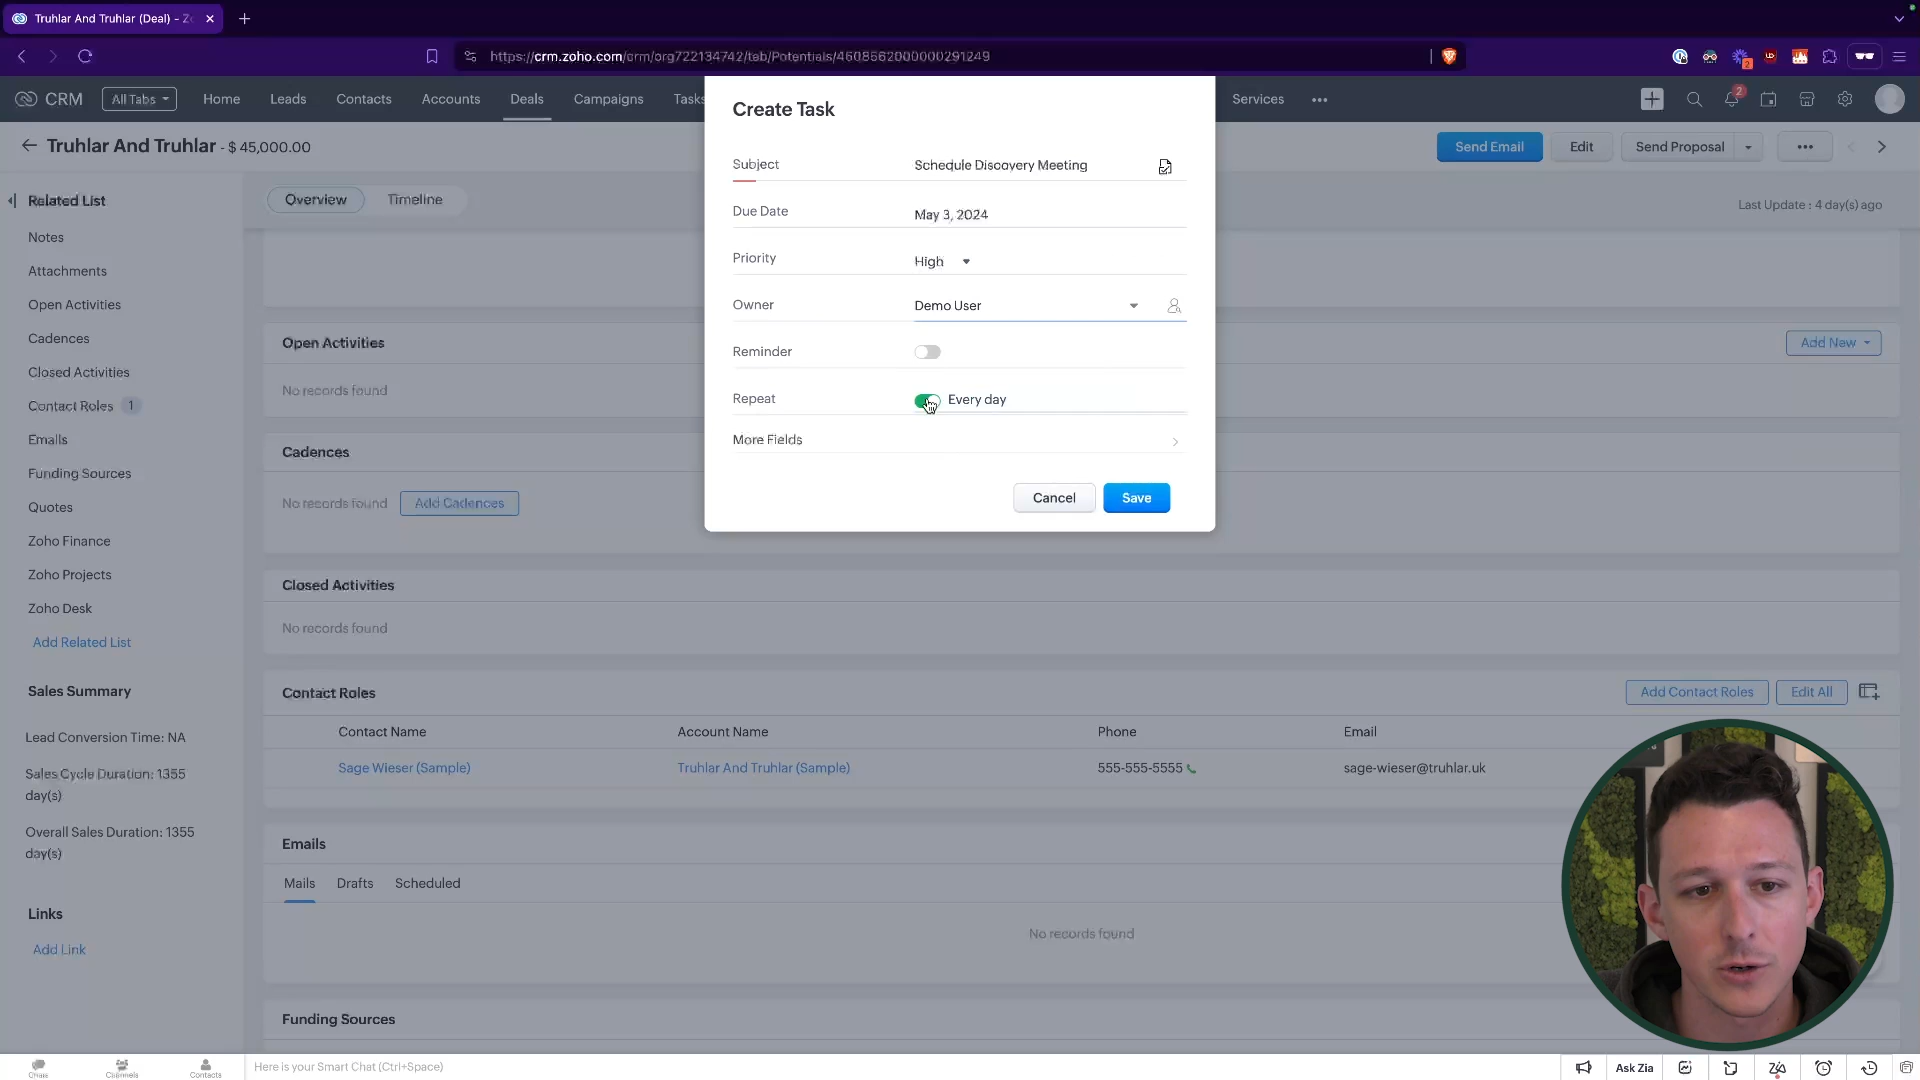 Truhlar And Truhlar (Deal) - Zo
https://crm.zoho.com/crm/org722134742/tab/Potentials/4608562000000291249
2
CRM
All Tabs
Home
Leads
Contacts
Accounts
Deals
Campaigns
Tasks
Services
2
Truhlar And Truhlar - $ 45,000.00
Send Email
Edit
Send Proposal
Related List
Overview
Timeline
Last Update : 4 day(s) ago
Notes
Attachments
Open Activities
Cadences
Closed Activities
Contact Roles 1
Emails
Funding Sources
Quotes
Zoho Finance
Zoho Projects
Zoho Desk
Add Related List
Sales Summary
Lead Conversion Time: NA
Sales Cycle Duration: 1355
day(s)
Overall Sales Duration: 1355
day(s)
Links
Add Link
Create Task
Subject
Schedule Discovery Meeting
Due Date
May 3, 2024
Priority
High
Owner
Demo User
Reminder
Repeat
Every day
More Fields
Cancel
Save
Open Activities
Add New
No records found
Cadences
No records found
Add Cadences
Closed Activities
No records found
Contact Roles
Add Contact Roles
Edit All
Contact Name
Account Name
Phone
Email
Sage Wieser (Sample)
Truhlar And Truhlar (Sample)
555-555-5555
sage-wieser@truhlar.uk
Emails
Mails
Drafts
Scheduled
No records found
Funding Sources
Chats
Channels
Contacts
Here is your Smart Chat (Ctrl+Space)
Ask Zia